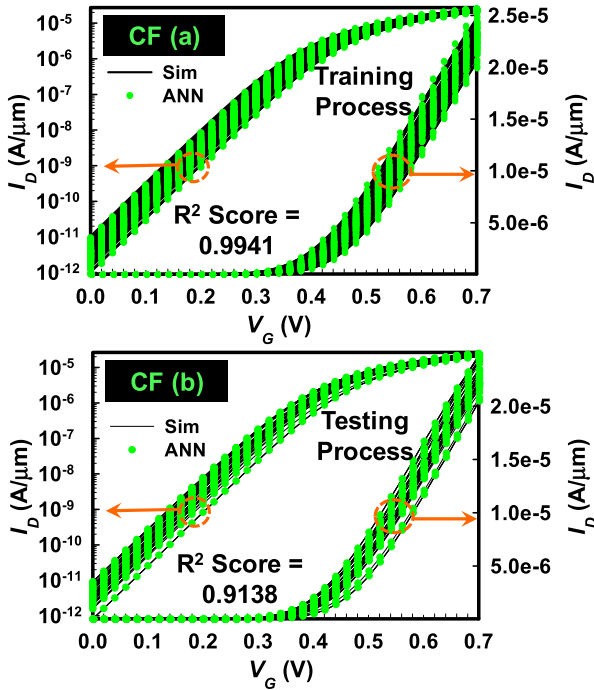 CF (a)
Sim
ANN
Training
Process
R² Score =
0.9941
10⁻⁵
10⁻⁶
10⁻⁷
10⁻⁸
10⁻⁹
10⁻¹⁰
10⁻¹¹
10⁻¹²
I_D (A/μm)
2.5e-5
2.0e-5
1.5e-5
1.0e-5
5.0e-6
I_D (A/μm)
0.0 0.1 0.2 0.3 0.4 0.5 0.6 0.7
V_G (V)
CF (b)
Sim
ANN
Testing
Process
R² Score =
0.9138
10⁻⁵
10⁻⁶
10⁻⁷
10⁻⁸
10⁻⁹
10⁻¹⁰
10⁻¹¹
10⁻¹²
I_D (A/μm)
2.0e-5
1.5e-5
1.0e-5
5.0e-6
I_D (A/μm)
0.0 0.1 0.2 0.3 0.4 0.5 0.6 0.7
V_G (V)